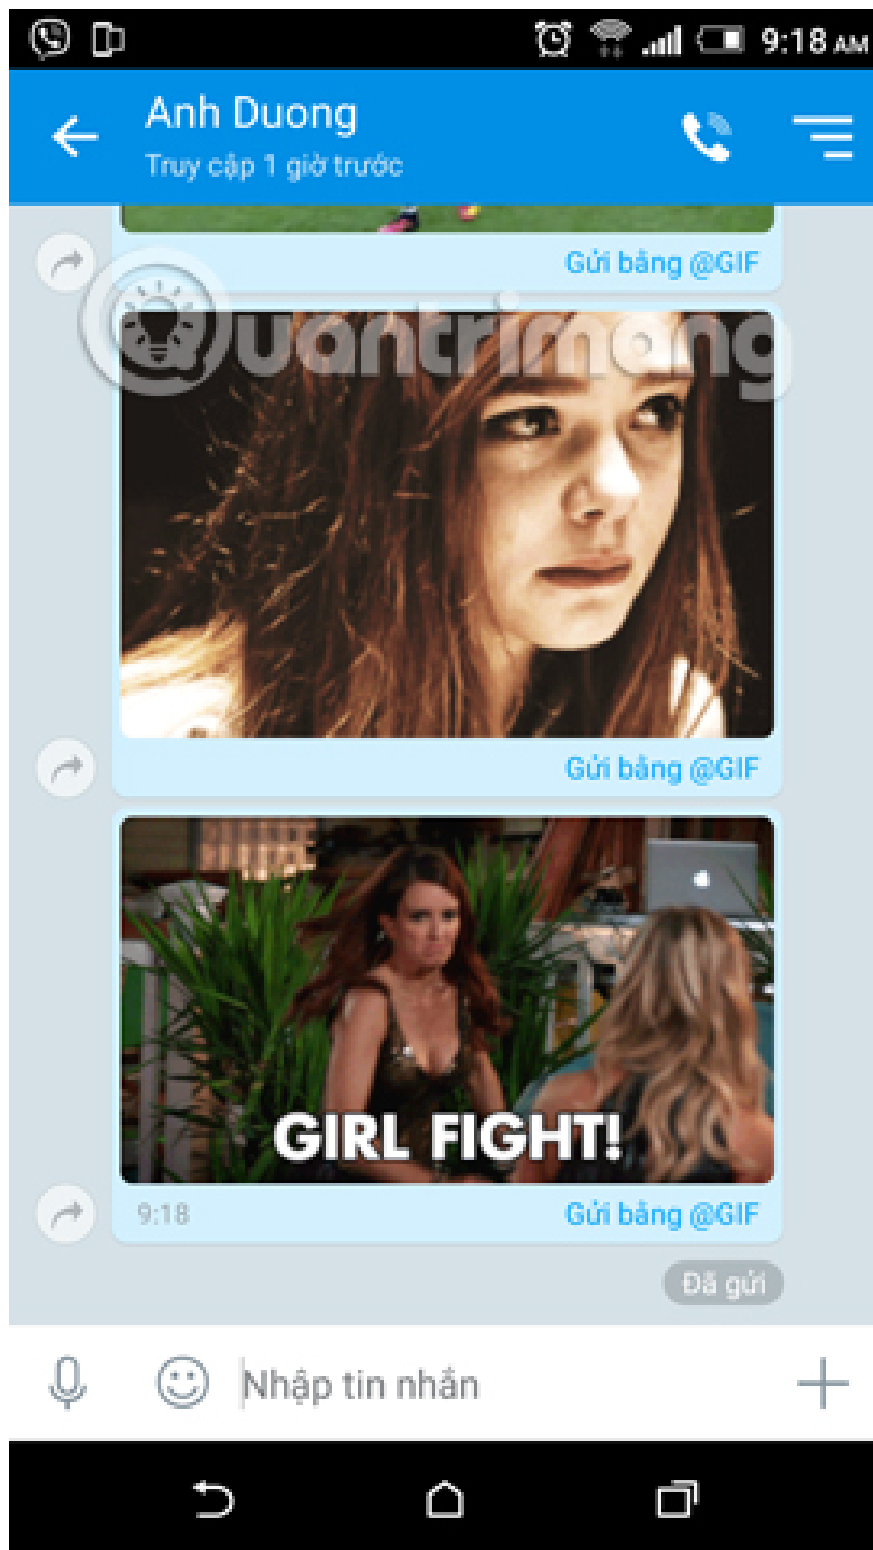 9:18 AM
Anh Duong
Truy cập 1 giờ trước
Gửi bằng @GIF
Quantrimang
Gửi bằng @GIF
GIRL FIGHT!
9:18
Gửi bằng @GIF
Đã gửi
Nhập tin nhắn